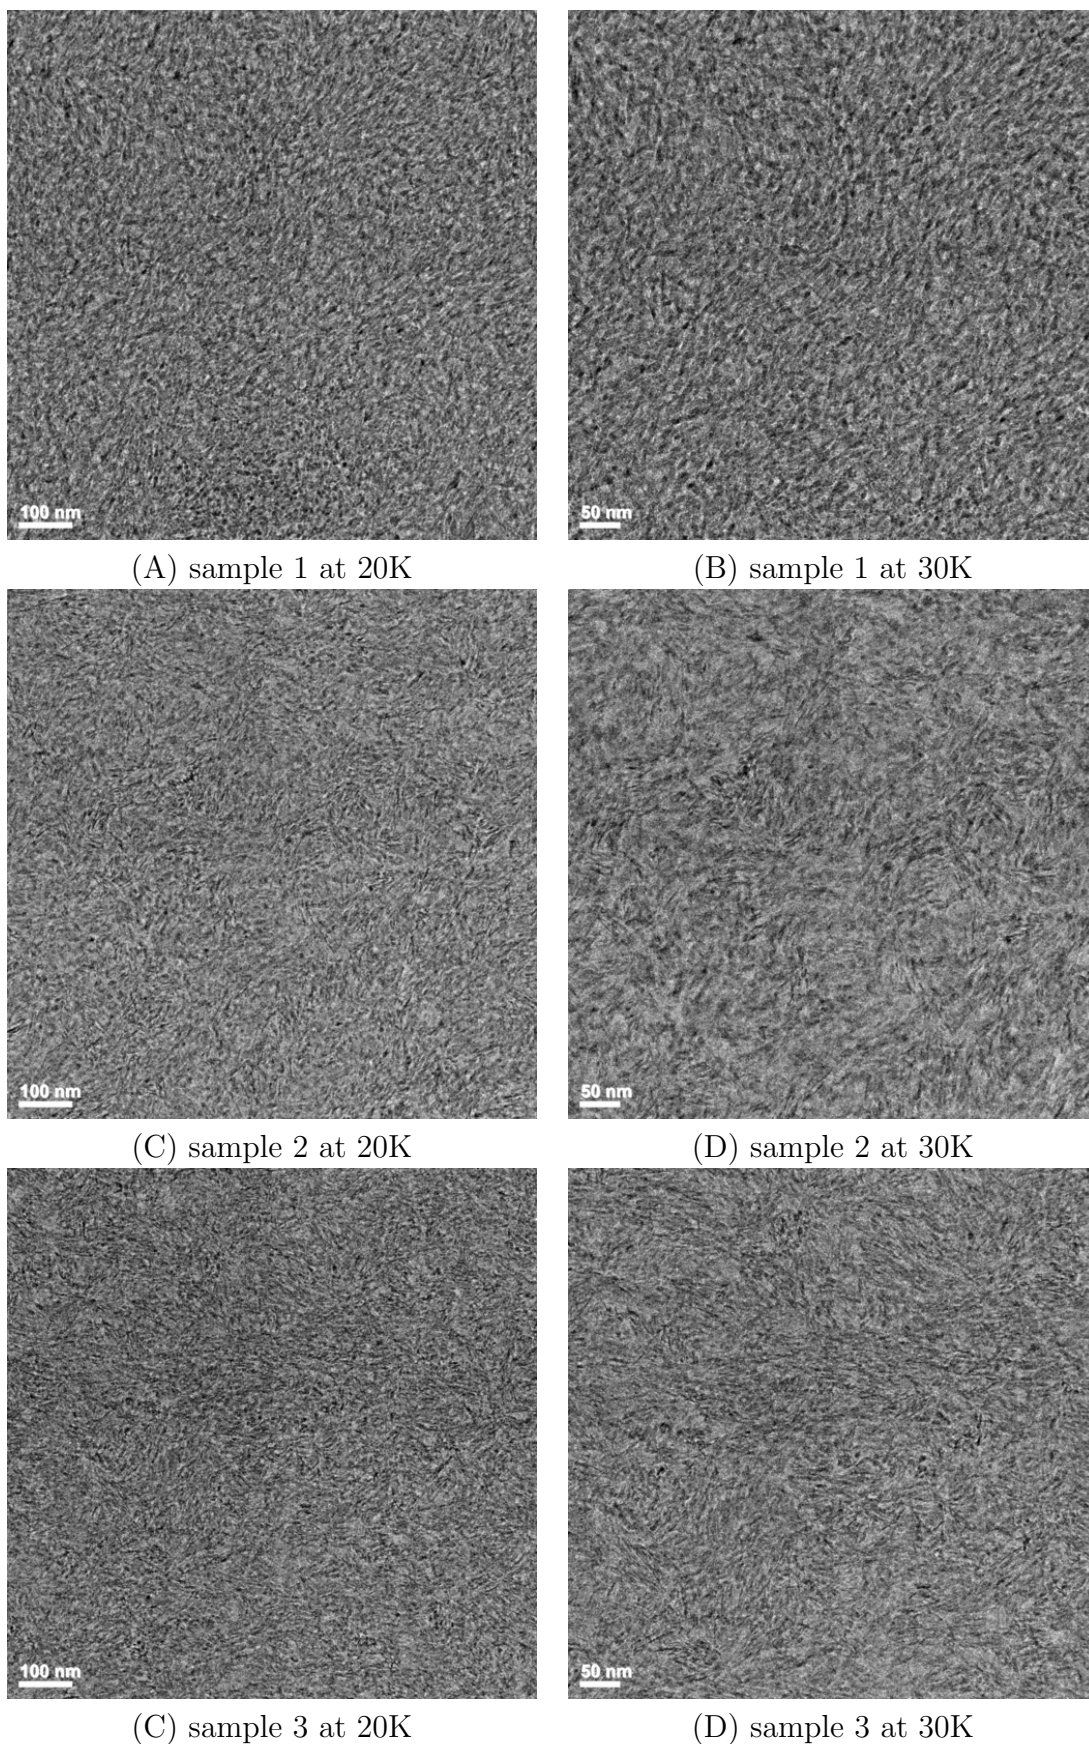 100 nm
50 nm
(A) sample 1 at 20K
(B) sample 1 at 30K
100 nm
50 nm
(C) sample 2 at 20K
(D) sample 2 at 30K
100 nm
50 nm
(C) sample 3 at 20K
(D) sample 3 at 30K